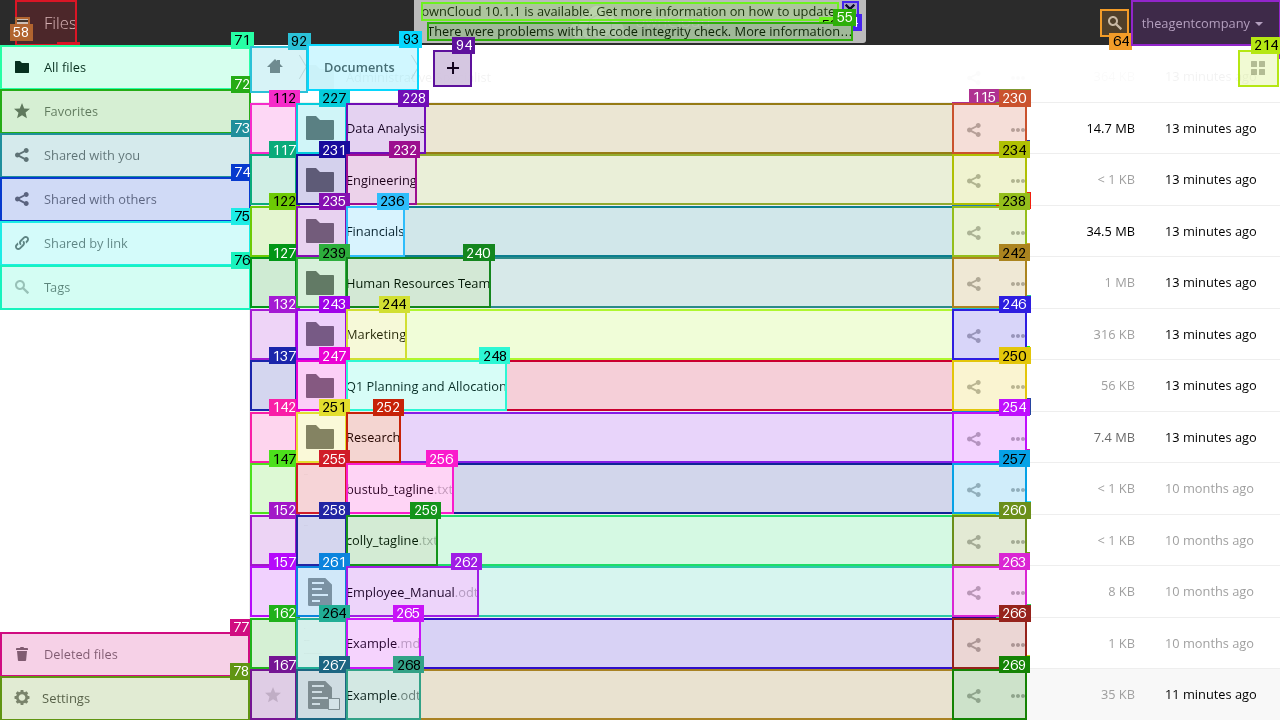 ownCloud 10.1.1 is available. Get more information on how to update
There were problems with the code integrity check. More information...
Files
theagentcompany
58
55
64
71
92
93
94
214
All files
Documents
+
72
112
227
228
115
230
Favorites
Data Analysis
14.7 MB
13 minutes ago
73
117
231
232
234
Shared with you
Engineering
< 1 KB
13 minutes ago
74
122
235
236
238
Shared with others
Financials
34.5 MB
13 minutes ago
75
127
239
240
242
Shared by link
Human Resources Team
1 MB
13 minutes ago
76
132
243
244
246
Tags
Marketing
316 KB
13 minutes ago
137
247
248
250
Q1 Planning and Allocation
56 KB
13 minutes ago
142
251
252
254
Research
7.4 MB
13 minutes ago
147
255
256
257
oustub_tagline.txt
< 1 KB
10 months ago
152
258
259
260
colly_tagline.txt
< 1 KB
10 months ago
157
261
262
263
Employee_Manual.odt
8 KB
10 months ago
162
264
265
266
77
Deleted files
Example.md
1 KB
10 months ago
78
167
267
268
269
Settings
Example.odt
35 KB
11 minutes ago